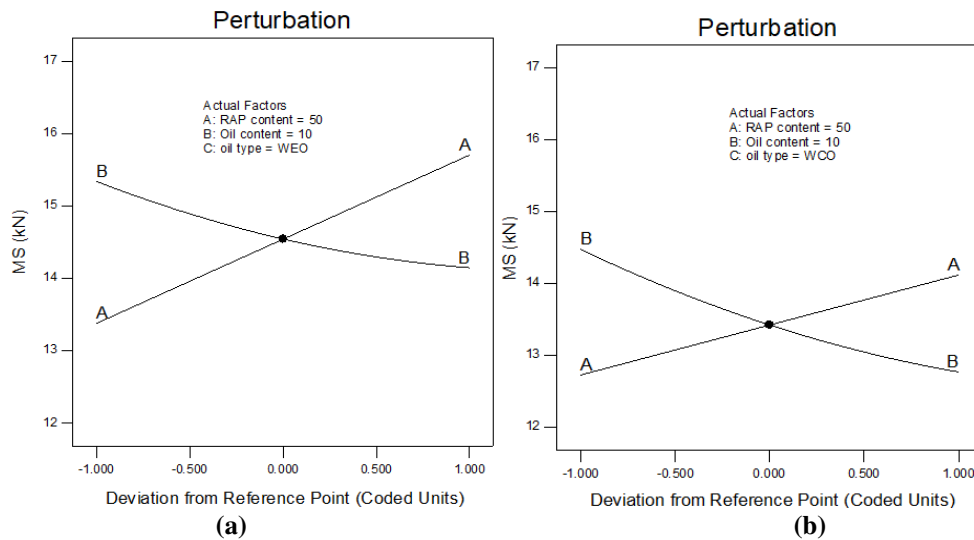 Perturbation
17
16
15
14
13
12
MS (kN)
Actual Factors
A: RAP content = 50
B: Oil content = 10
C: oil type = WEO
B
A
A
B
-1.000 -0.500 0.000 0.500 1.000
Deviation from Reference Point (Coded Units)
(a)
Perturbation
17
16
15
14
13
12
MS (kN)
Actual Factors
A: RAP content = 50
B: Oil content = 10
C: oil type = WCO
B
A
A
B
-1.000 -0.500 0.000 0.500 1.000
Deviation from Reference Point (Coded Units)
(b)